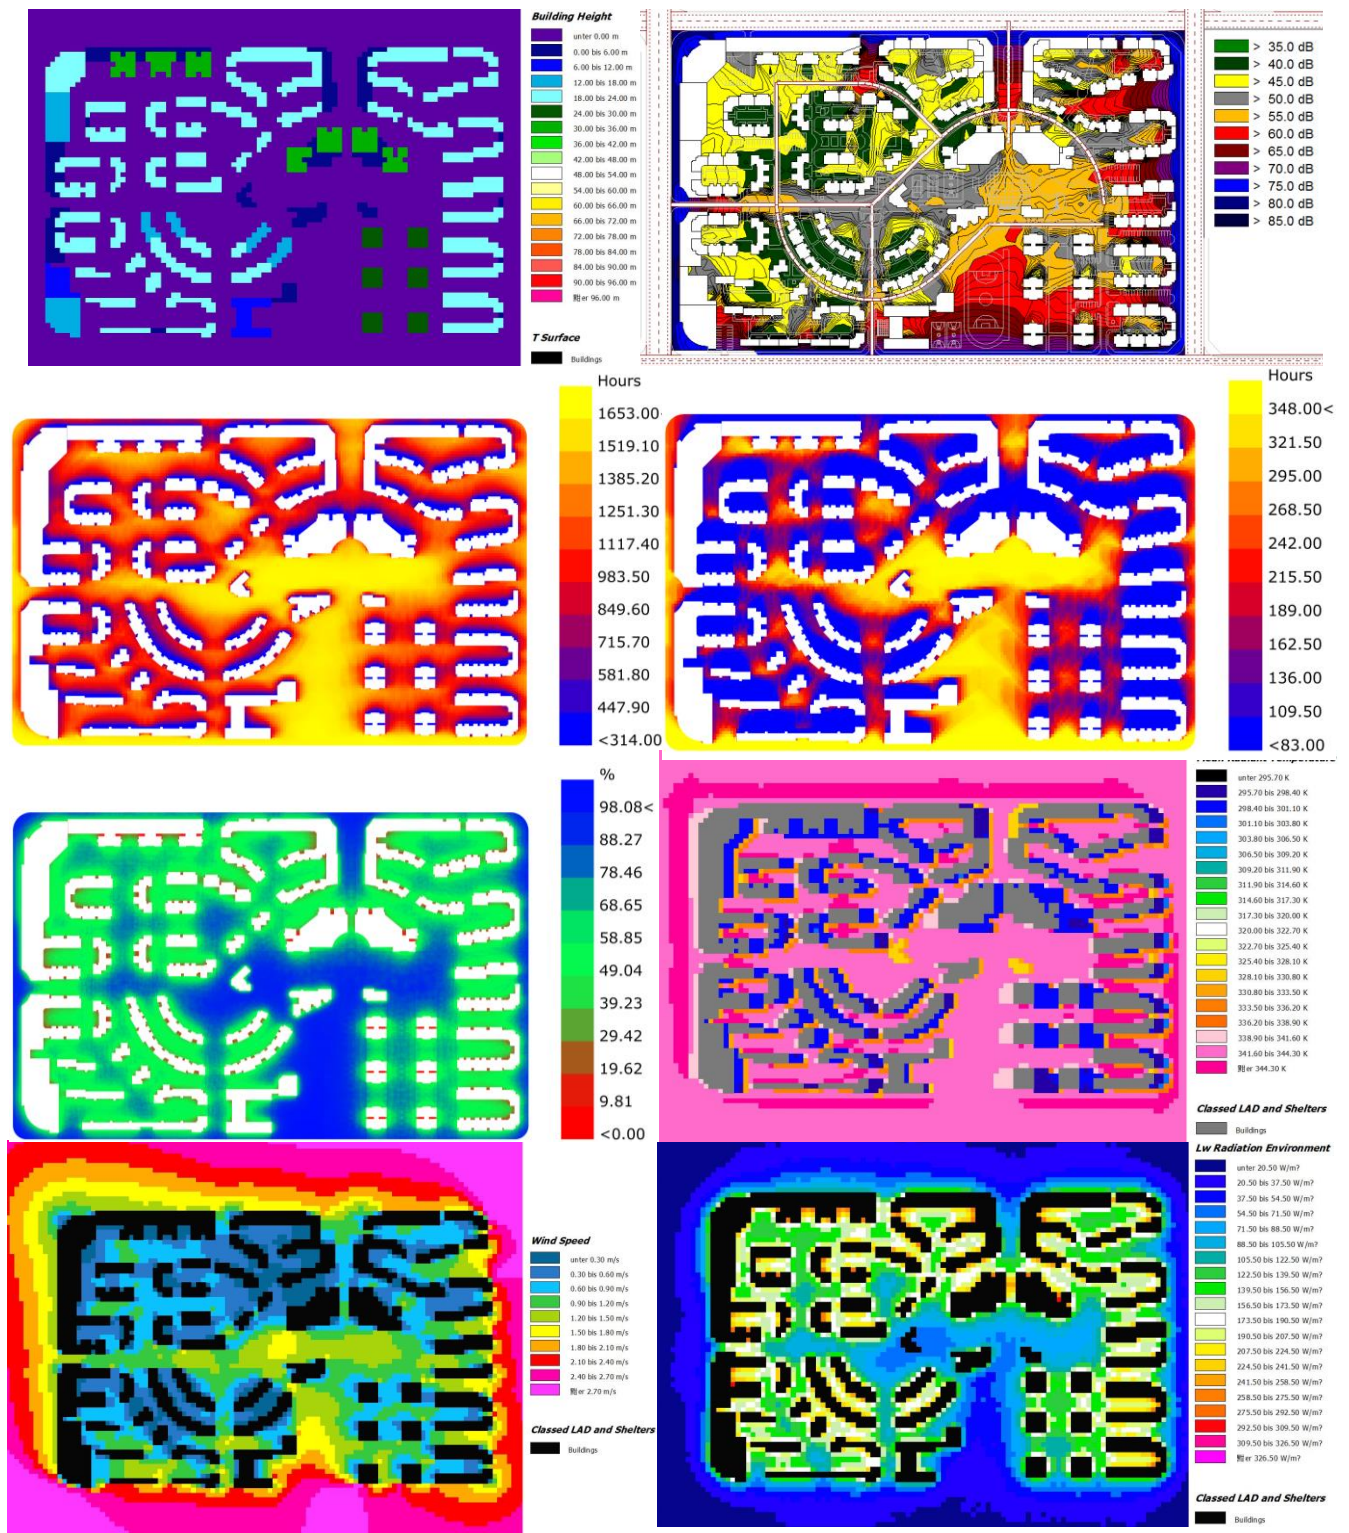 Building Height
unter 0.00 m
0.00 bis 6.00 m
6.00 bis 12.00 m
12.00 bis 18.00 m
18.00 bis 24.00 m
24.00 bis 30.00 m
30.00 bis 36.00 m
36.00 bis 42.00 m
42.00 bis 48.00 m
48.00 bis 54.00 m
54.00 bis 60.00 m
60.00 bis 66.00 m
66.00 bis 72.00 m
72.00 bis 78.00 m
78.00 bis 84.00 m
84.00 bis 90.00 m
90.00 bis 96.00 m
er 96.00 m
T Surface
Buildings
> 35.0 dB
> 40.0 dB
> 45.0 dB
> 50.0 dB
> 55.0 dB
> 60.0 dB
> 65.0 dB
> 70.0 dB
> 75.0 dB
> 80.0 dB
> 85.0 dB
Hours
1653.00
1519.10
1385.20
1251.30
1117.40
983.50
849.60
715.70
581.80
447.90
<314.00
Hours
348.00<
321.50
295.00
268.50
242.00
215.50
189.00
162.50
136.00
109.50
<83.00
%
98.08<
88.27
78.46
68.65
58.85
49.04
39.23
29.42
19.62
9.81
<0.00
Mean Radiant Temperature
unter 295.70 K
295.70 bis 298.40 K
298.40 bis 301.10 K
301.10 bis 303.80 K
303.80 bis 306.50 K
306.50 bis 309.20 K
309.20 bis 311.90 K
311.90 bis 314.60 K
314.60 bis 317.30 K
317.30 bis 320.00 K
320.00 bis 322.70 K
322.70 bis 325.40 K
325.40 bis 328.10 K
328.10 bis 330.80 K
330.80 bis 333.50 K
333.50 bis 336.20 K
336.20 bis 338.90 K
338.90 bis 341.60 K
341.60 bis 344.30 K
er 344.30 K
Classed LAD and Shelters
Buildings
Wind Speed
unter 0.30 m/s
0.30 bis 0.60 m/s
0.60 bis 0.90 m/s
0.90 bis 1.20 m/s
1.20 bis 1.50 m/s
1.50 bis 1.80 m/s
1.80 bis 2.10 m/s
2.10 bis 2.40 m/s
2.40 bis 2.70 m/s
er 2.70 m/s
Classed LAD and Shelters
Buildings
Lw Radiation Environment
unter 20.50 W/m?
20.50 bis 37.50 W/m?
37.50 bis 54.50 W/m?
54.50 bis 71.50 W/m?
71.50 bis 88.50 W/m?
88.50 bis 105.50 W/m?
105.50 bis 122.50 W/m?
122.50 bis 139.50 W/m?
139.50 bis 156.50 W/m?
156.50 bis 173.50 W/m?
173.50 bis 190.50 W/m?
190.50 bis 207.50 W/m?
207.50 bis 224.50 W/m?
224.50 bis 241.50 W/m?
241.50 bis 258.50 W/m?
258.50 bis 275.50 W/m?
275.50 bis 292.50 W/m?
292.50 bis 309.50 W/m?
309.50 bis 326.50 W/m?
er 326.50 W/m?
Classed LAD and Shelters
Buildings